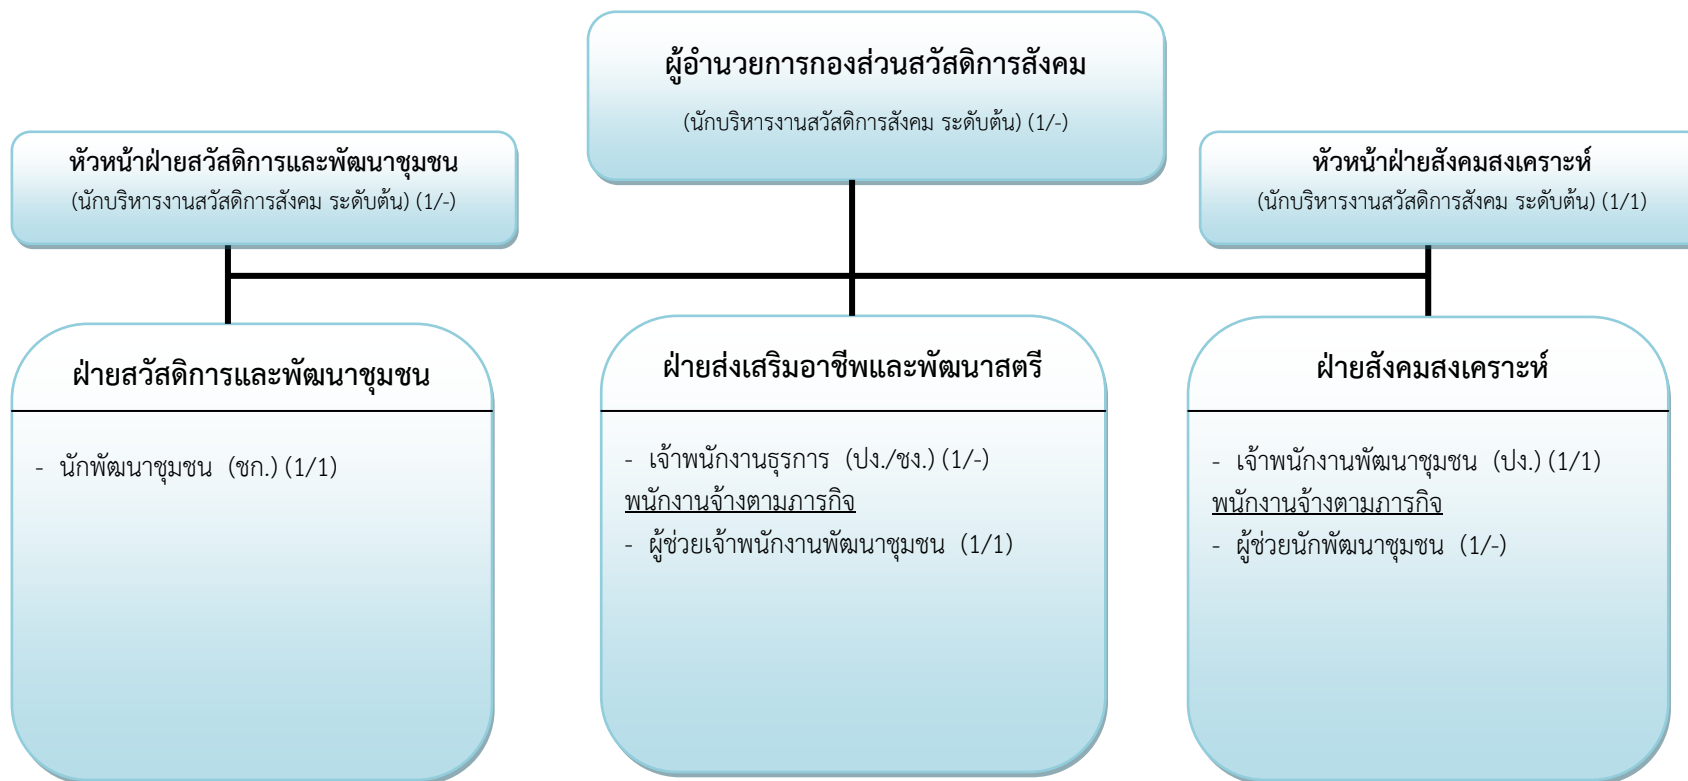 ผู้อำนวยการกองส่วนสวัสดิการสังคม
(นักบริหารงานสวัสดิการสังคม ระดับต้น) (1/-)
หัวหน้าฝ่ายสวัสดิการและพัฒนาชุมชน
(นักบริหารงานสวัสดิการสังคม ระดับต้น) (1/-)
หัวหน้าฝ่ายสังคมสงเคราะห์
(นักบริหารงานสวัสดิการสังคม ระดับต้น) (1/1)
ฝ่ายสวัสดิการและพัฒนาชุมชน
- นักพัฒนาชุมชน (ชก.) (1/1)
ฝ่ายส่งเสริมอาชีพและพัฒนาสตรี
- เจ้าพนักงานธุรการ (ปง./ชง.) (1/-)
พนักงานจ้างตามภารกิจ
- ผู้ช่วยเจ้าพนักงานพัฒนาชุมชน (1/1)
ฝ่ายสังคมสงเคราะห์
- เจ้าพนักงานพัฒนาชุมชน (ปง.) (1/1)
พนักงานจ้างตามภารกิจ
- ผู้ช่วยนักพัฒนาชุมชน (1/-)